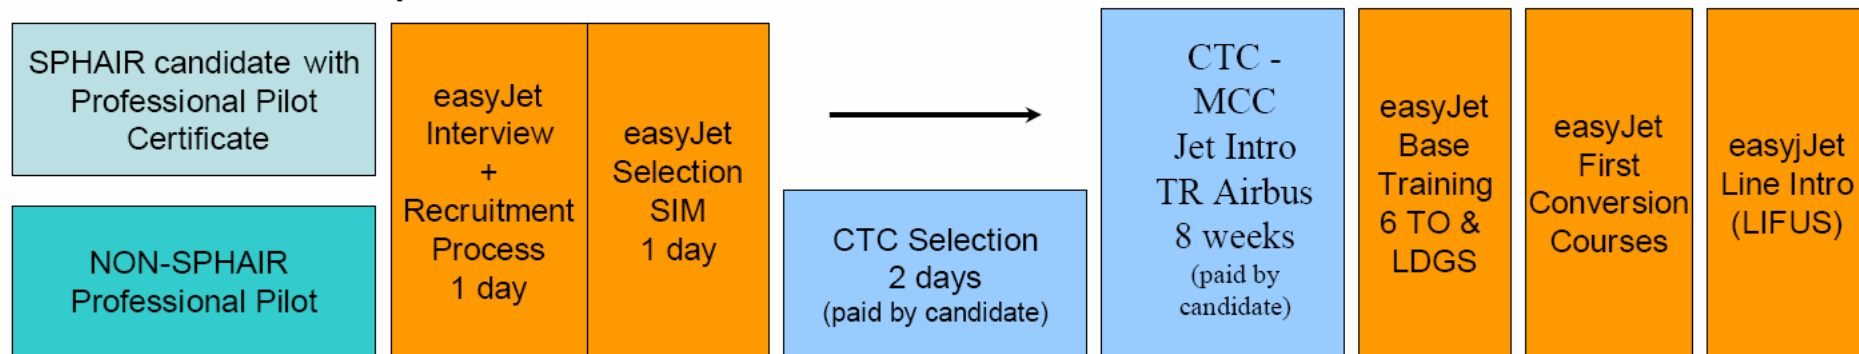 SPHAIR candidate with
Professional Pilot
Certificate
NON-SPHAIR
Professional Pilot
easyJet
Interview
+
Recruitment
Process
1 day
easyJet
Selection
SIM
1 day
CTC Selection
2 days
(paid by candidate)
CTC -
MCC
Jet Intro
TR Airbus
8 weeks
(paid by
candidate)
easyJet
Base
Training
6 TO &
LDGS
easyJet
First
Conversion
Courses
easyjJet
Line Intro
(LIFUS)